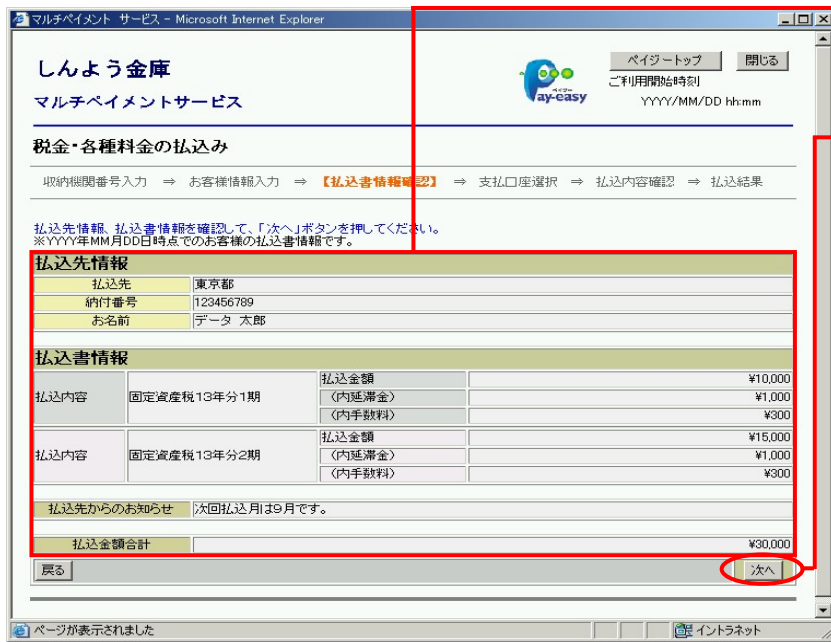 マルチペイメント サービス - Microsoft Internet Explorer
しんよう金庫
マルチペイメントサービス
ペイジー
Pay-easy
ペイジートップ 閉じる
ご利用開始時刻
YYYY/MM/DD hh:mm
税金・各種料金の払込み
収納機関番号入力 ⇒ お客様情報入力 ⇒ 【払込書情報確認】 ⇒ 支払口座選択 ⇒ 払込内容確認 ⇒ 払込結果
払込先情報、払込書情報を確認して、「次へ」ボタンを押してください。
※YYYY年MM月DD日時点でのお客様の払込書情報です。
払込先情報
払込先 東京都
納付番号 123456789
お名前 データ 太郎
払込書情報
払込内容 固定資産税13年分1期 払込金額 ¥10,000
（内延滞金） ¥1,000
（内手数料） ¥300
払込内容 固定資産税13年分2期 払込金額 ¥15,000
（内延滞金） ¥1,000
（内手数料） ¥300
払込先からのお知らせ 次回払込月は9月です。
払込金額合計 ¥30,000
戻る 次へ
ページが表示されました イントラネット